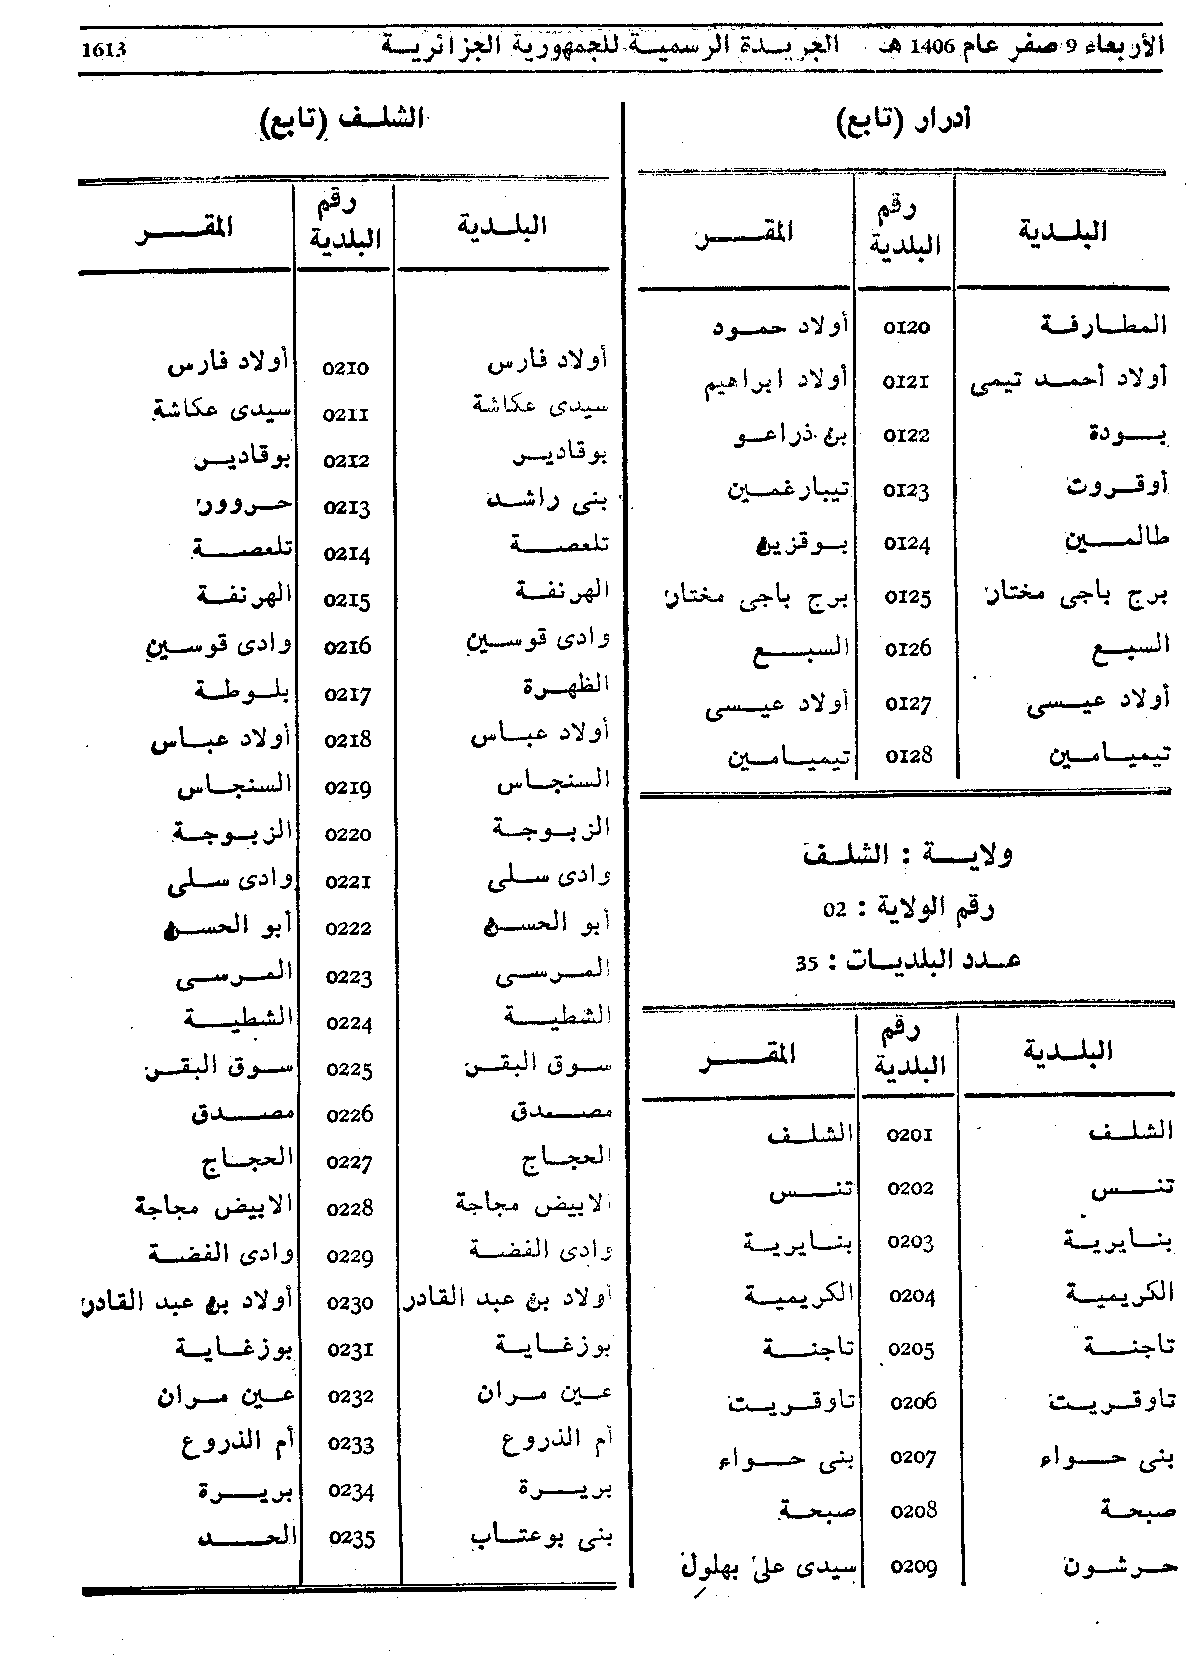 الأربعاء 9 صفر عام 1406 هـ الجريدة الرسمية للجمهورية الجزائرية 1613
أدرار (تابع)
البلدية رقم البلدية المقر
المطارفة 0120 أولاد حمود
أولاد أحمد تيمى 0121 أولاد ابراهيم
بودة 0122 بن ذراعو
أوقروت 0123 تيبارغمين
طالمين 0124 بوقزين
برج باجى مختار 0125 برج باجى مختار
السبع 0126 السبع
أولاد عيسى 0127 أولاد عيسى
تيميامين 0128 تيميامين
ولاية : الشلف
رقم الولاية : 02
عدد البلديات : 35
البلدية رقم البلدية المقر
الشلف 0201 الشلف
تنس 0202 تنس
بنايرية 0203 بنايرية
الكريمية 0204 الكريمية
تاجنة 0205 تاجنة
تاوقريت 0206 تاوقريت
بنى حواء 0207 بنى حواء
صبحة 0208 صبحة
حرشون 0209 سيدى على بهلول
الشلف (تابع)
البلدية رقم البلدية المقر
أولاد فارس 0210 أولاد فارس
سيدى عكاشة 0211 سيدى عكاشة
بوقادير 0212 بوقادير
بنى راشد 0213 حروون
تلعصة 0214 تلعصة
الهرنفة 0215 الهرنفة
وادى قوسين 0216 وادى قوسين
الظهرة 0217 بلوطة
أولاد عباس 0218 أولاد عباس
السنجاس 0219 السنجاس
الزبوجة 0220 الزبوجة
وادى سلى 0221 وادى سلى
أبو الحسن 0222 أبو الحسن
المرسى 0223 المرسى
الشطية 0224 الشطية
سوق البقر 0225 سوق البقر
مصدق 0226 مصدق
الحجاج 0227 الحجاج
الابيض مجاجة 0228 الابيض مجاجة
وادى الفضة 0229 وادى الفضة
أولاد بن عبد القادر 0230 أولاد بن عبد القادر
بوزغاية 0231 بوزغاية
عين مران 0232 عين مران
أم الذروع 0233 أم الذروع
بريرة 0234 بريرة
بنى بوعتاب 0235 الحد